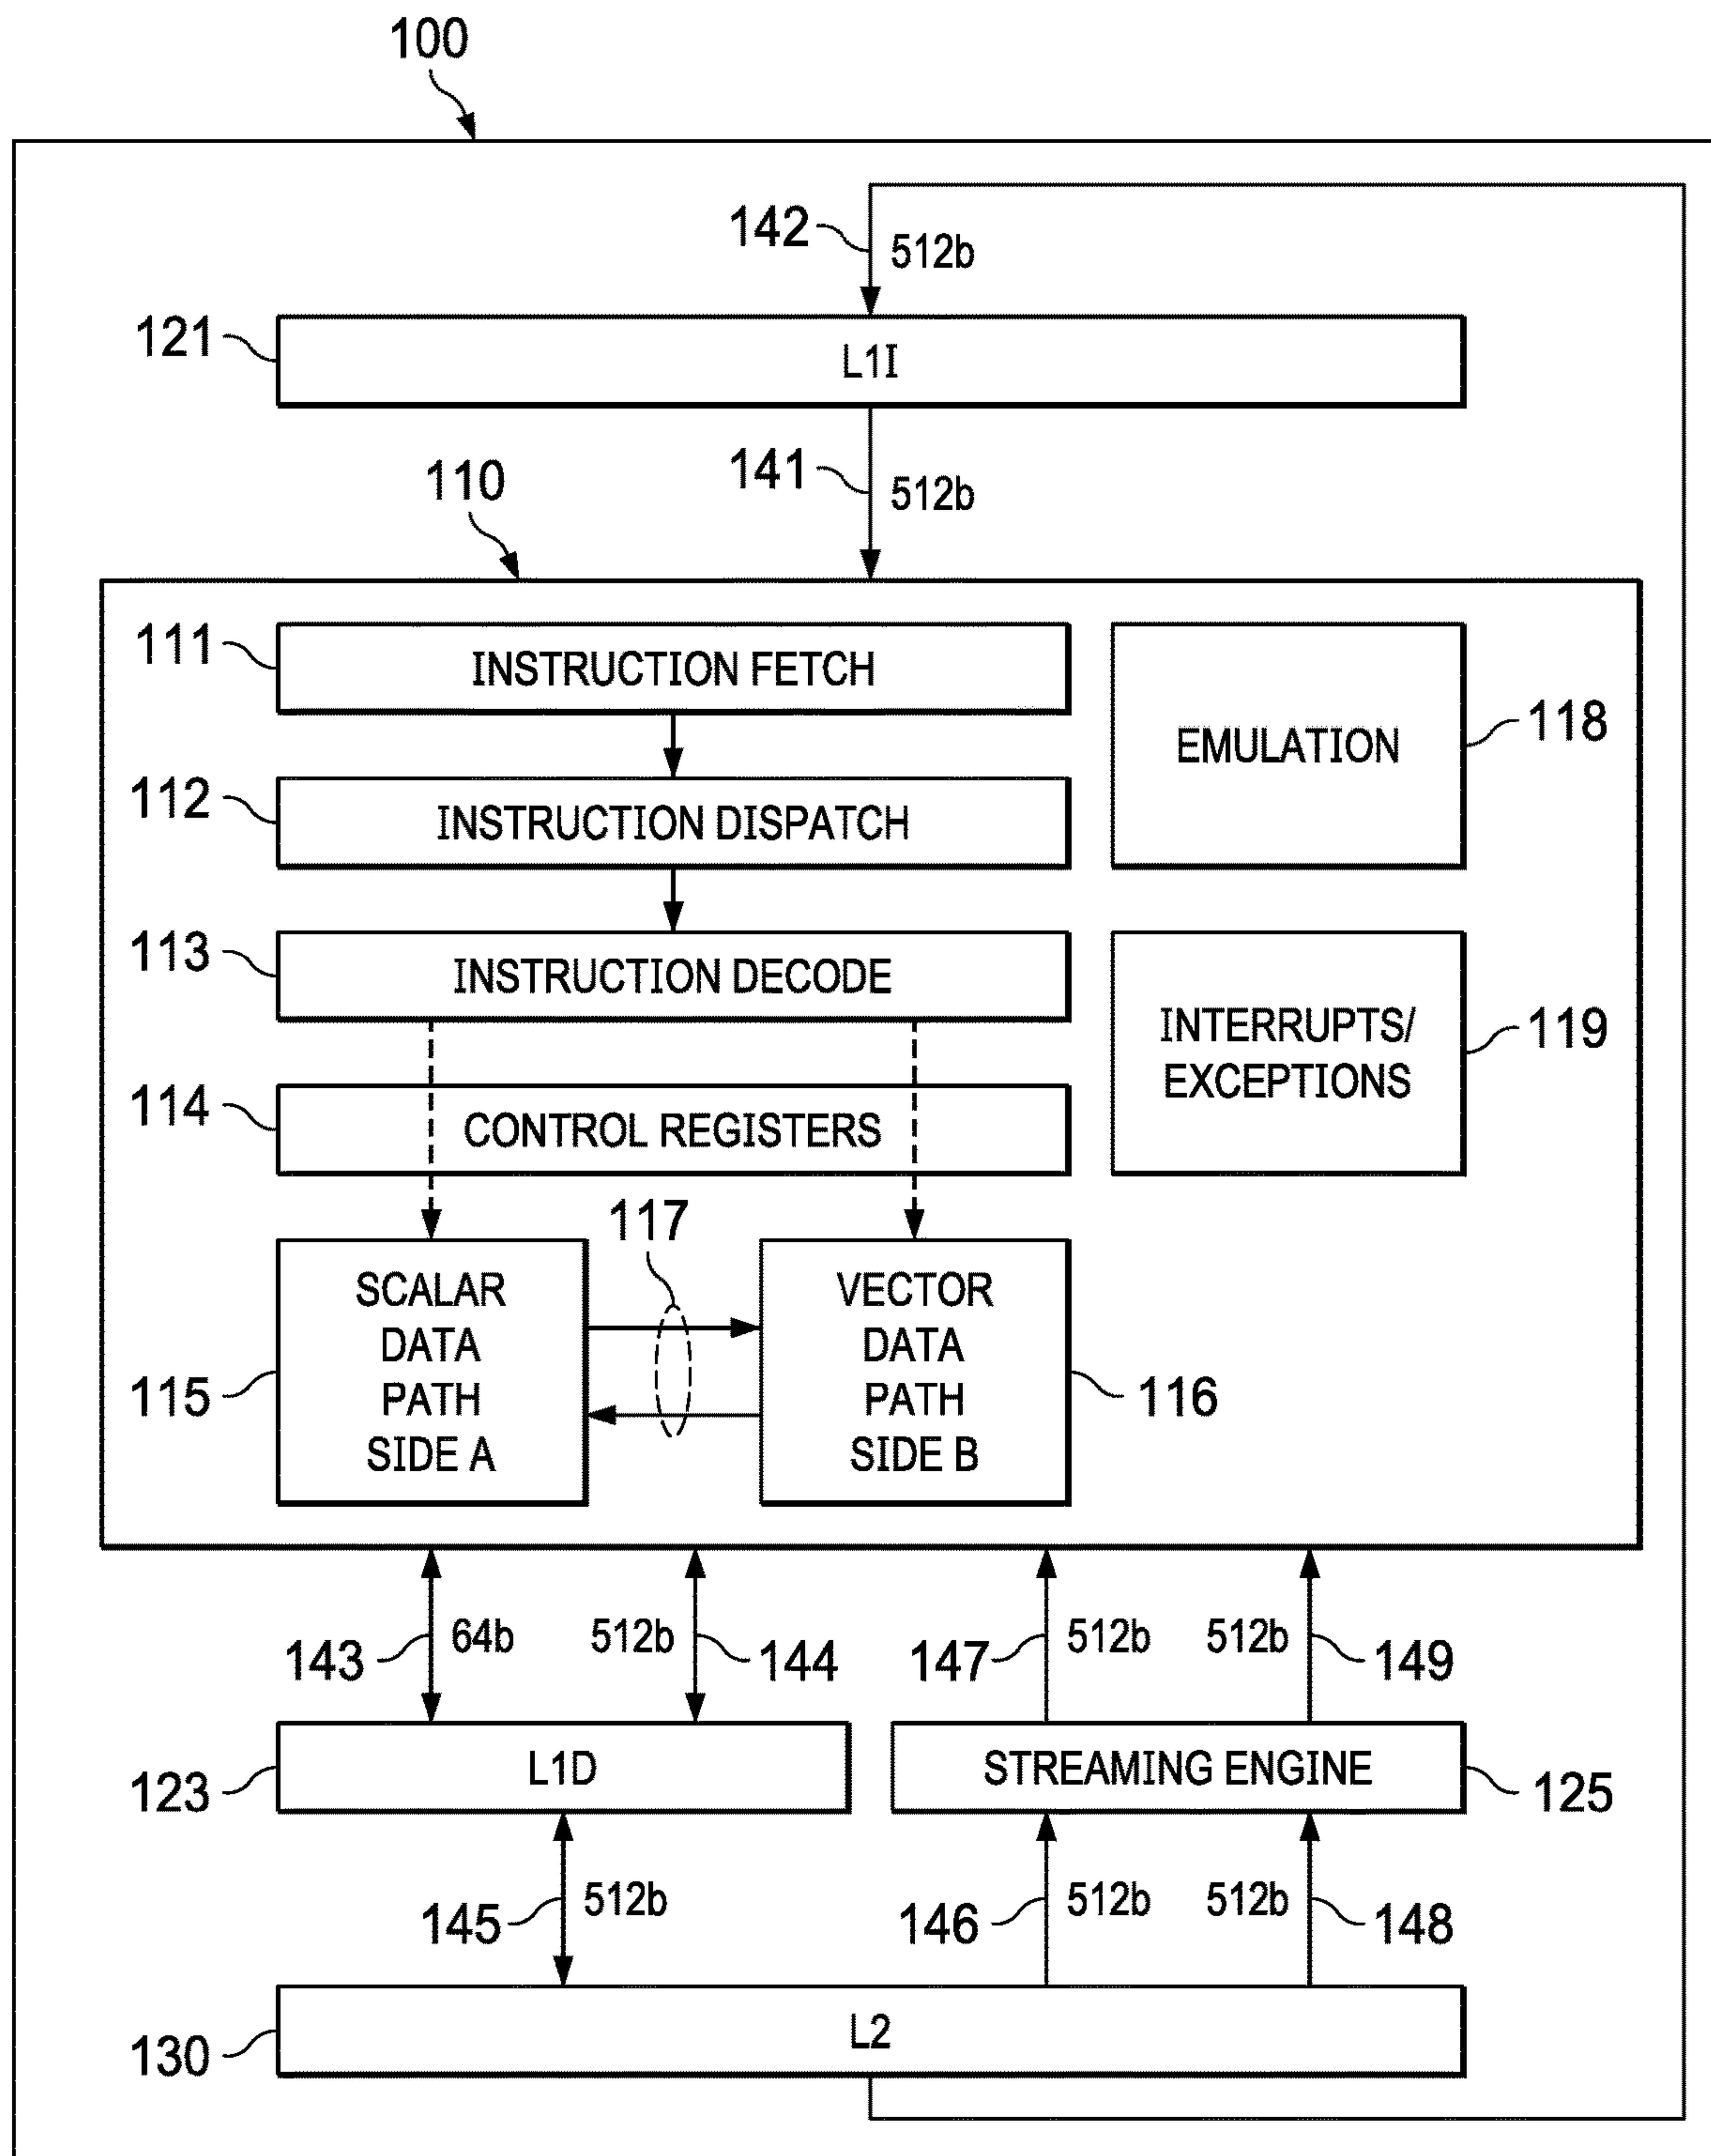 100
142
512b
121
L1I
141
512b
110
111
INSTRUCTION FETCH
118
EMULATION
112
INSTRUCTION DISPATCH
113
INSTRUCTION DECODE
INTERRUPTS/
EXCEPTIONS
119
114
CONTROL REGISTERS
117
SCALAR
DATA
PATH
SIDE A
115
VECTOR
DATA
PATH
SIDE B
116
143
64b
512b
144
147
512b
512b
149
123
L1D
STREAMING ENGINE
125
145
512b
146
512b
512b
148
130
L2